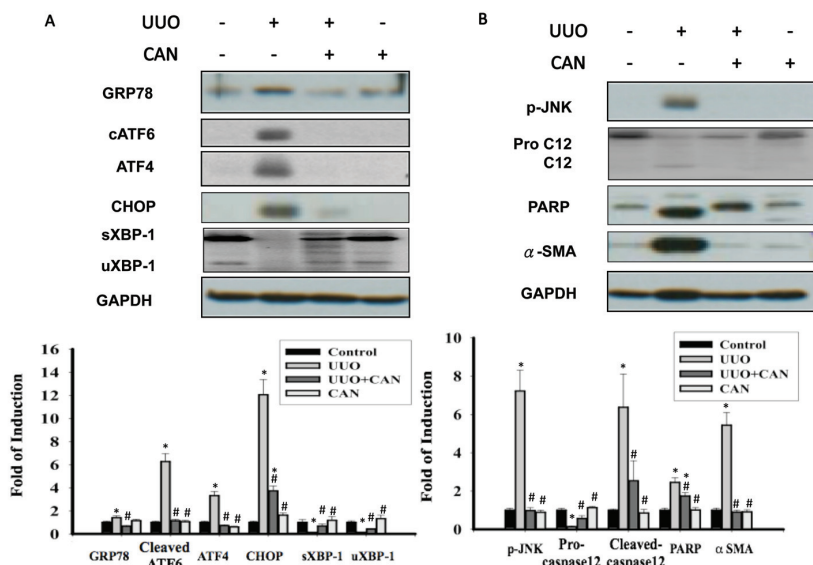 A
UUO - + + -
CAN - - + +
GRP78
cATF6
ATF4
CHOP
sXBP-1
uXBP-1
GAPDH
16
14
12
10
8
6
4
2
0
Fold of Induction
Control
UUO
UUO+CAN
CAN
* # #
* # #
* # #
* * # #
* # #
* # #
GRP78 Cleaved ATF6 ATF4 CHOP sXBP-1 uXBP-1
B
UUO - + + -
CAN - - + +
p-JNK
Pro C12
C12
PARP
α-SMA
GAPDH
10
8
6
4
2
0
Fold of Induction
Control
UUO
UUO+CAN
CAN
* # #
* #
* # #
* * # #
* # #
p-JNK Pro-caspase12 Cleaved-caspase12 PARP α SMA